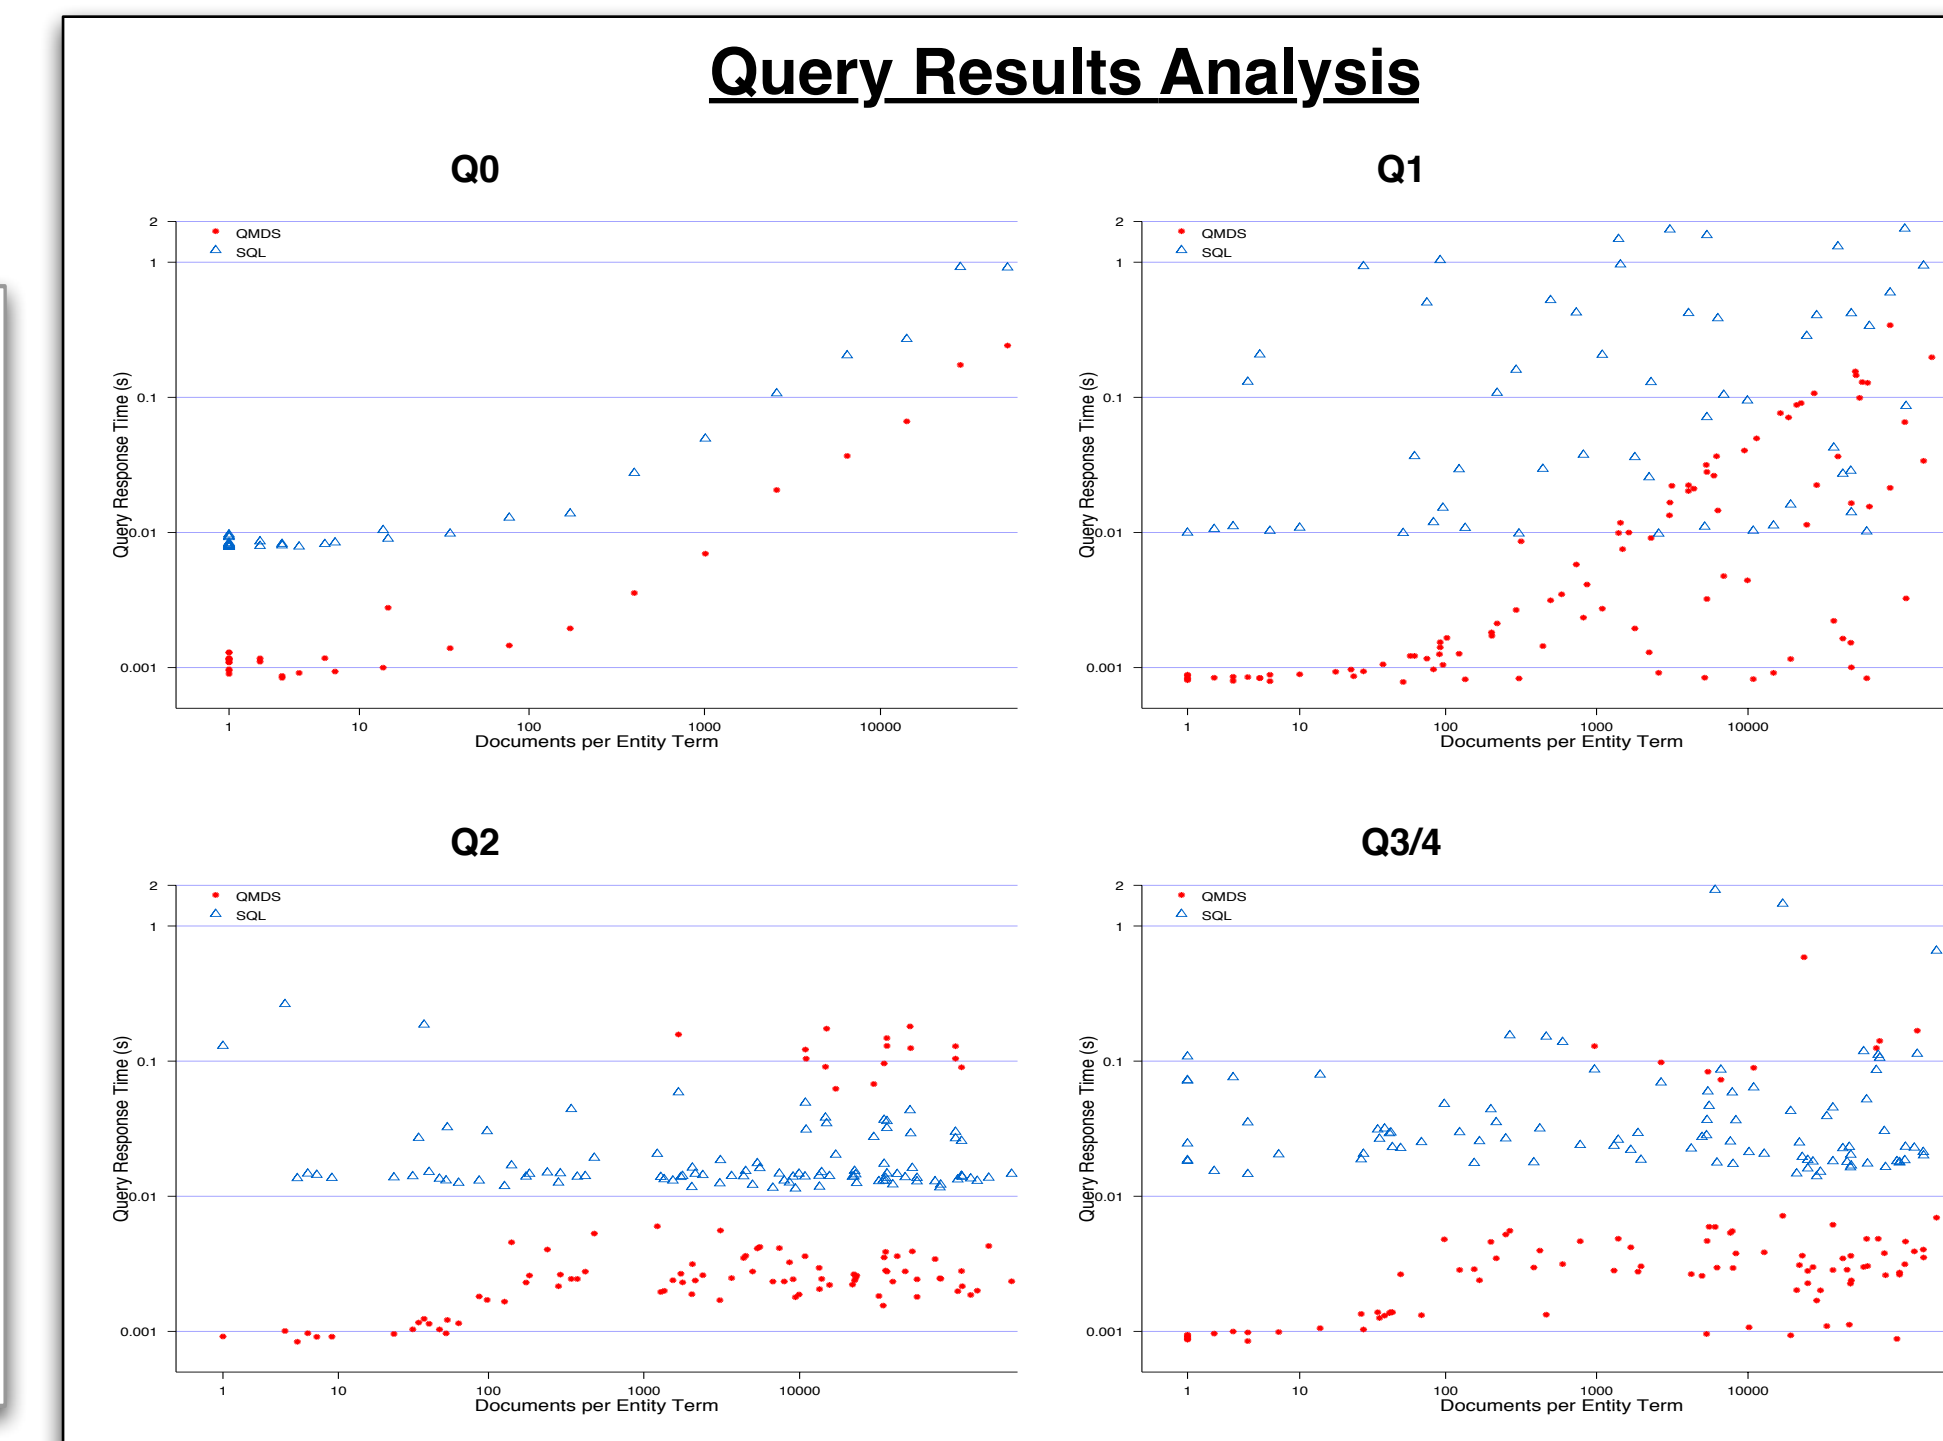 Query Results Analysis
Q0
2
1
0.1
0.01
0.001
QMDS
SQL
Query Response Time (s)
1 10 100 1000 10000
Documents per Entity Term
Q1
2
1
0.1
0.01
0.001
QMDS
SQL
Query Response Time (s)
1 10 100 1000 10000
Documents per Entity Term
Q2
2
1
0.1
0.01
0.001
QMDS
SQL
Query Response Time (s)
1 10 100 1000 10000
Documents per Entity Term
Q3/4
2
1
0.1
0.01
0.001
QMDS
SQL
Query Response Time (s)
1 10 100 1000 10000
Documents per Entity Term